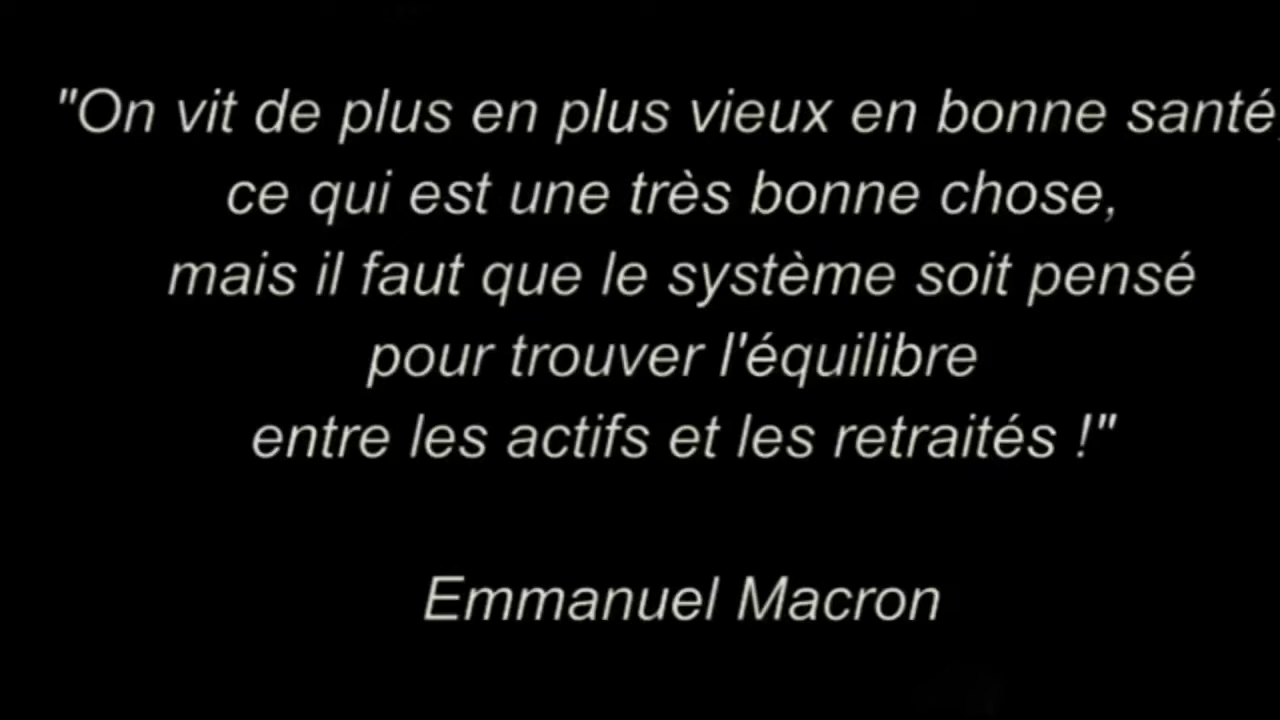 "On vit de plus en plus vieux en bonne santé,
ce qui est une très bonne chose,
mais il faut que le système soit pensé
pour trouver l'équilibre
entre les actifs et les retraités !"
Emmanuel Macron